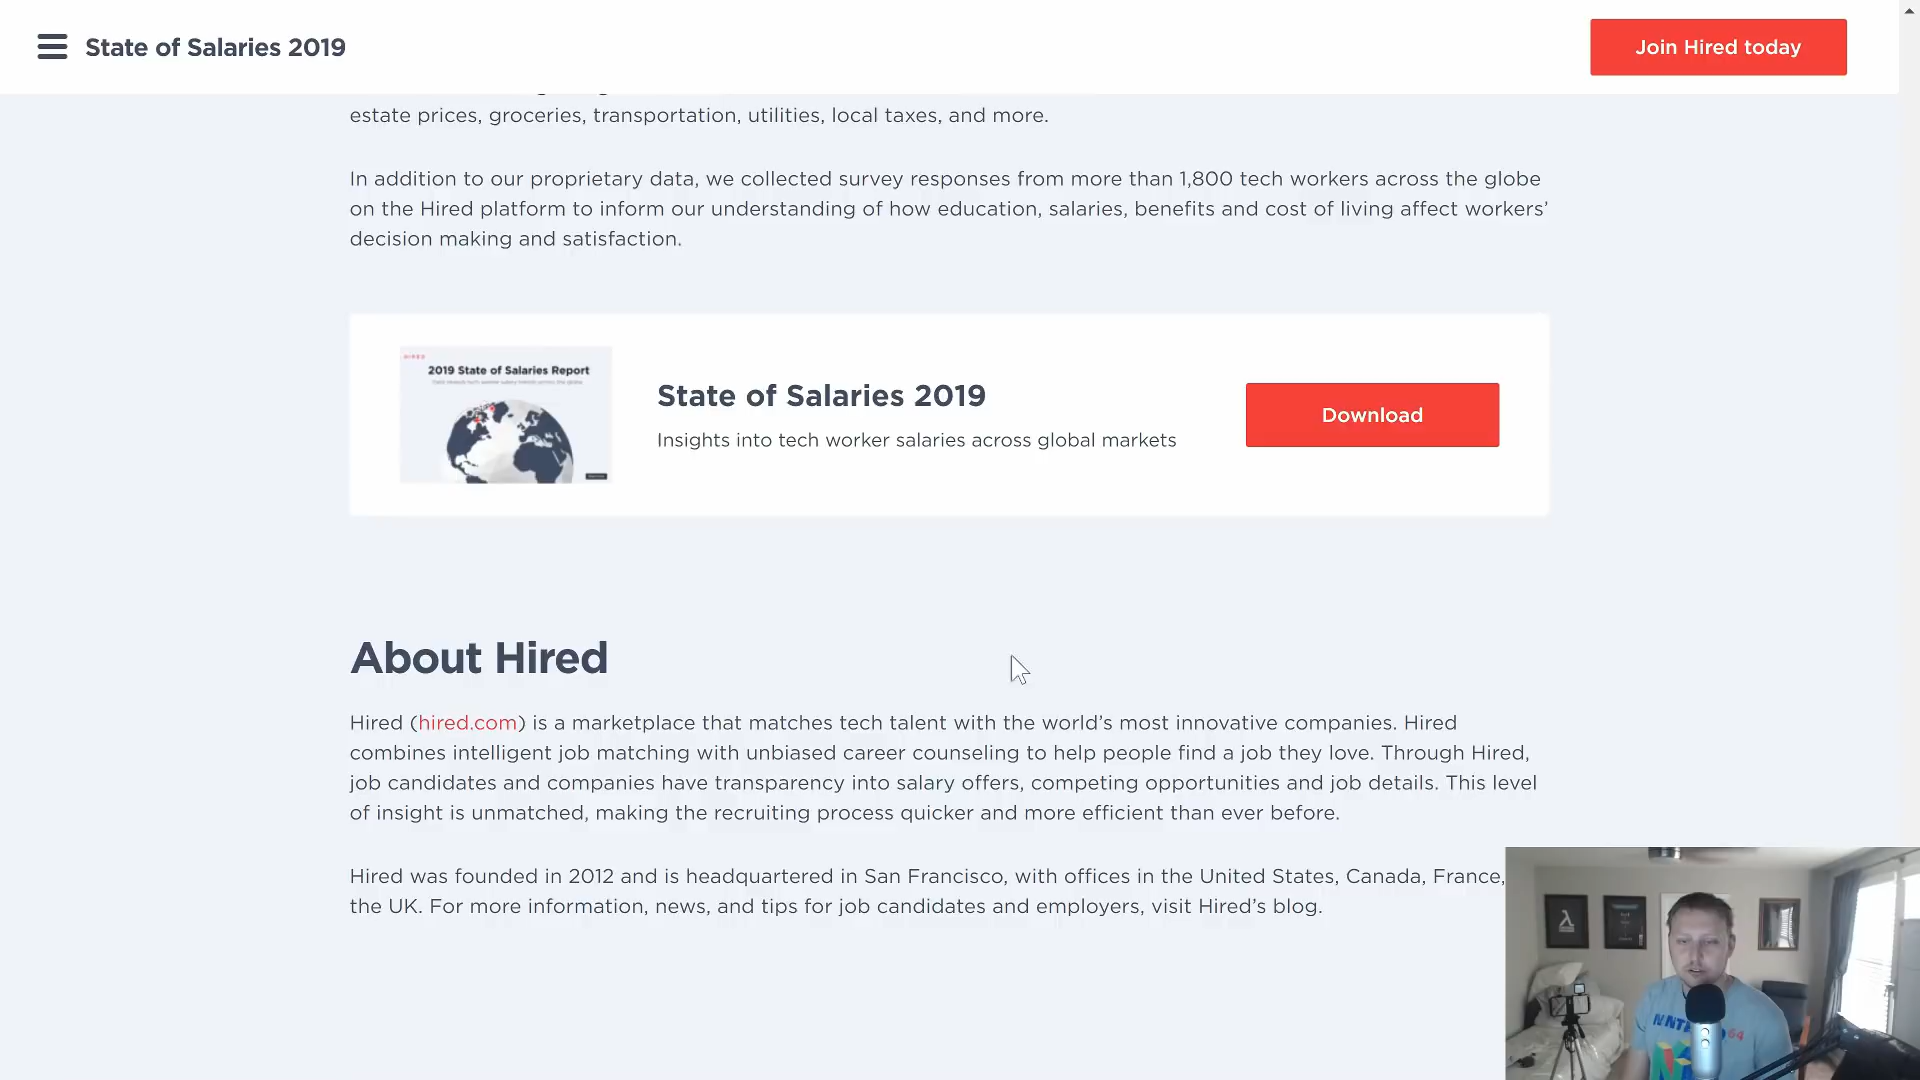 State of Salaries 2019
Join Hired today
estate prices, groceries, transportation, utilities, local taxes, and more.
In addition to our proprietary data, we collected survey responses from more than 1,800 tech workers across the globe
on the Hired platform to inform our understanding of how education, salaries, benefits and cost of living affect workers’
decision making and satisfaction.
HIRED
2019 State of Salaries Report
State of Salaries 2019
Insights into tech worker salaries across global markets
Download
About Hired
Hired (hired.com) is a marketplace that matches tech talent with the world’s most innovative companies. Hired
combines intelligent job matching with unbiased career counseling to help people find a job they love. Through Hired,
job candidates and companies have transparency into salary offers, competing opportunities and job details. This level
of insight is unmatched, making the recruiting process quicker and more efficient than ever before.
Hired was founded in 2012 and is headquartered in San Francisco, with offices in the United States, Canada, France,
the UK. For more information, news, and tips for job candidates and employers, visit Hired’s blog.
64